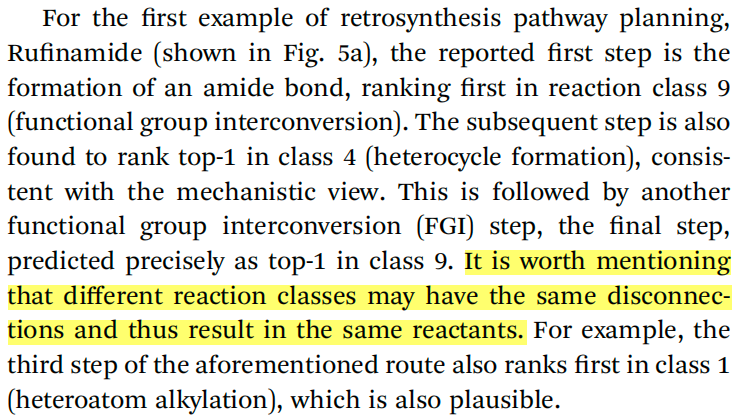 For the first example of retrosynthesis pathway planning,
Rufinamide (shown in Fig. 5a), the reported first step is the
formation of an amide bond, ranking first in reaction class 9
(functional group interconversion). The subsequent step is also
found to rank top-1 in class 4 (heterocycle formation), consis-
tent with the mechanistic view. This is followed by another
functional group interconversion (FGI) step, the final step,
predicted precisely as top-1 in class 9. It is worth mentioning
that different reaction classes may have the same disconnec-
tions and thus result in the same reactants. For example, the
third step of the aforementioned route also ranks first in class 1
(heteroatom alkylation), which is also plausible.